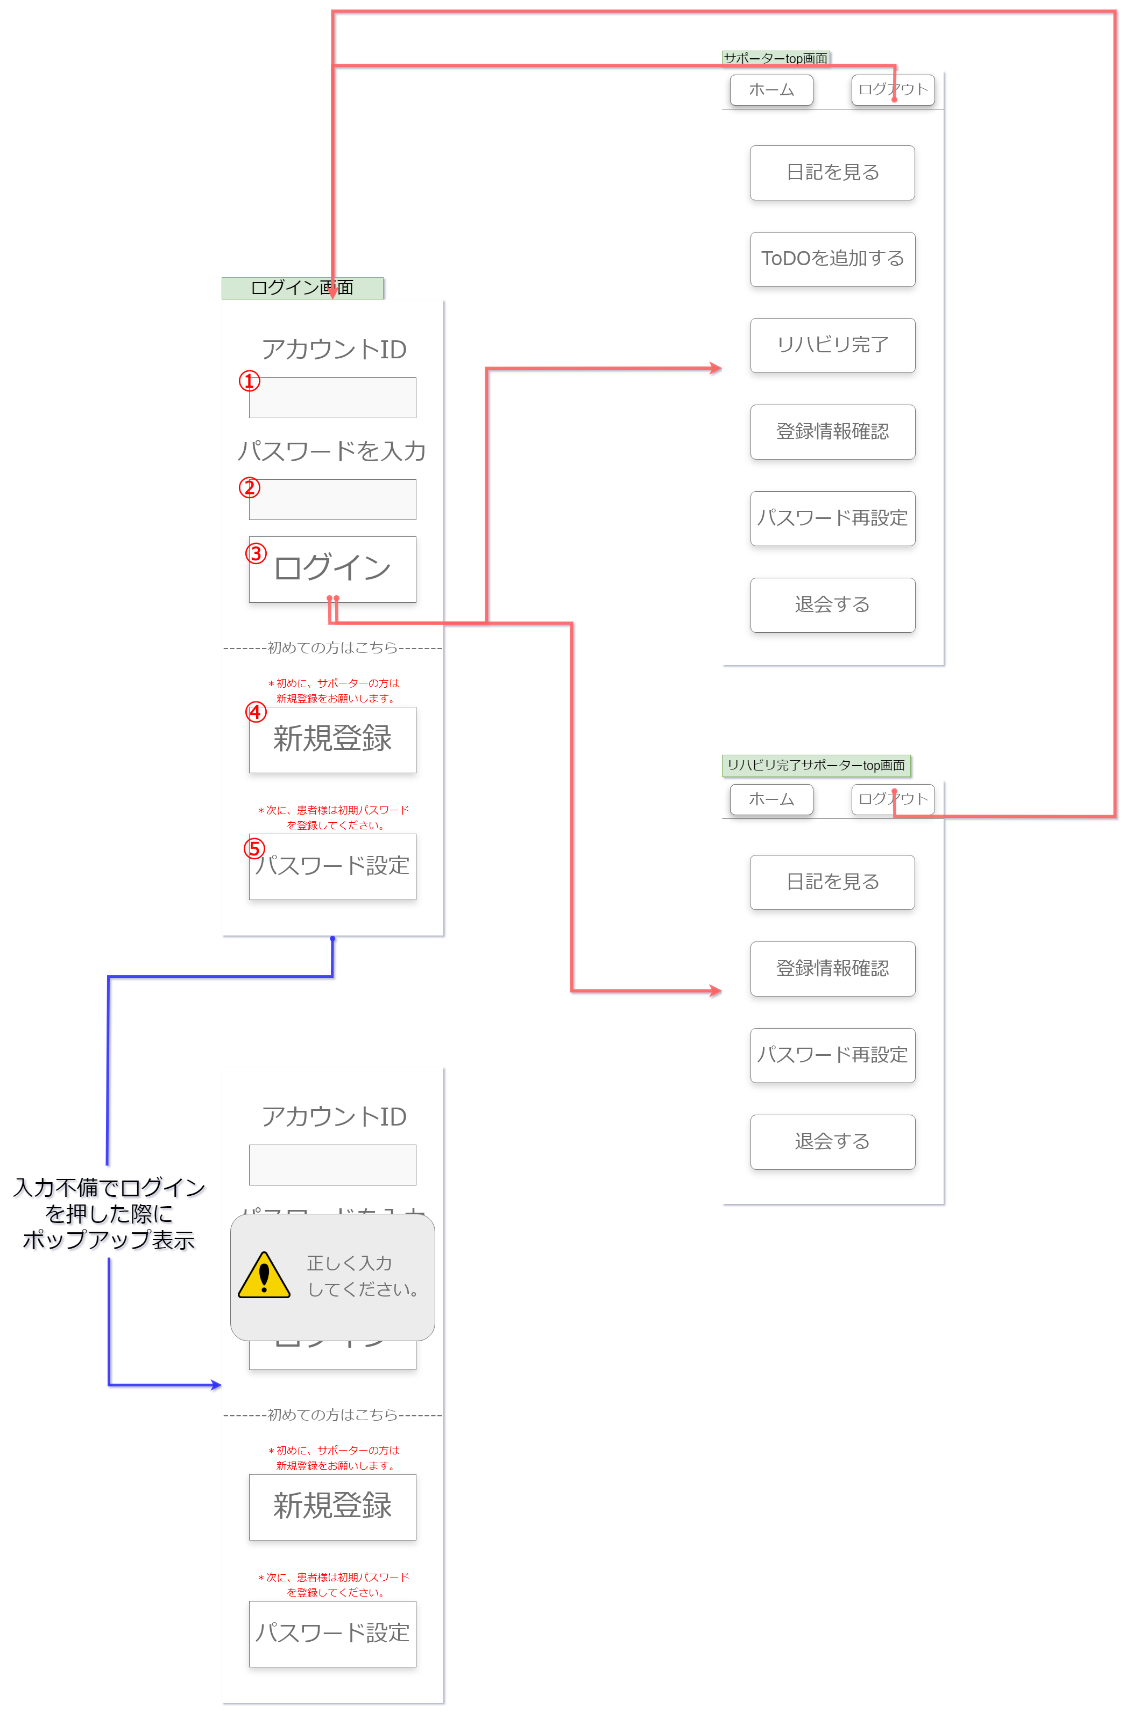 サポーターtop画面
ホーム
ログアウト
日記を見る
ToDOを追加する
リハビリ完了
登録情報確認
パスワード再設定
退会する
ログイン画面
アカウントID
①
パスワードを入力
②
③
ログイン
-------初めての方はこちら-------
＊初めに、サポーターの方は
新規登録をお願いします。
④
新規登録
＊次に、患者様は初期パスワード
を登録してください。
⑤
パスワード設定
リハビリ完了サポーターtop画面
ホーム
ログアウト
日記を見る
登録情報確認
パスワード再設定
退会する
入力不備でログイン
を押した際に
ポップアップ表示
アカウントID
パスワードを入力
正しく入力
してください。
ログイン
-------初めての方はこちら-------
＊初めに、サポーターの方は
新規登録をお願いします。
新規登録
＊次に、患者様は初期パスワード
を登録してください。
パスワード設定